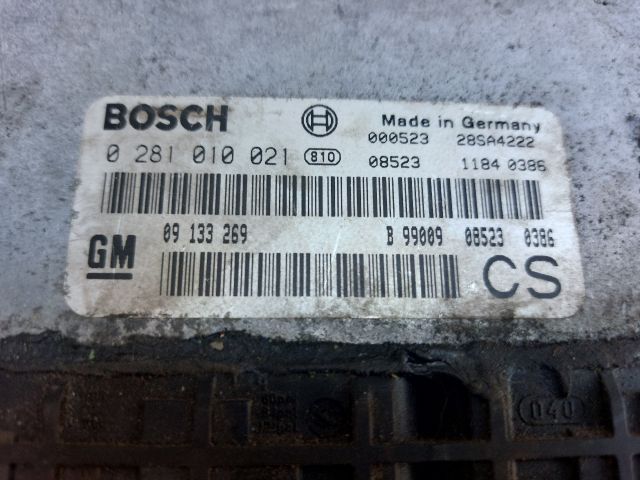 BOSCH
Made in Germany
000523 28SA4222
0 281 010 021 810 08523 1184 0386
09 133 269 B 99009 08523 0386
GM CS
040